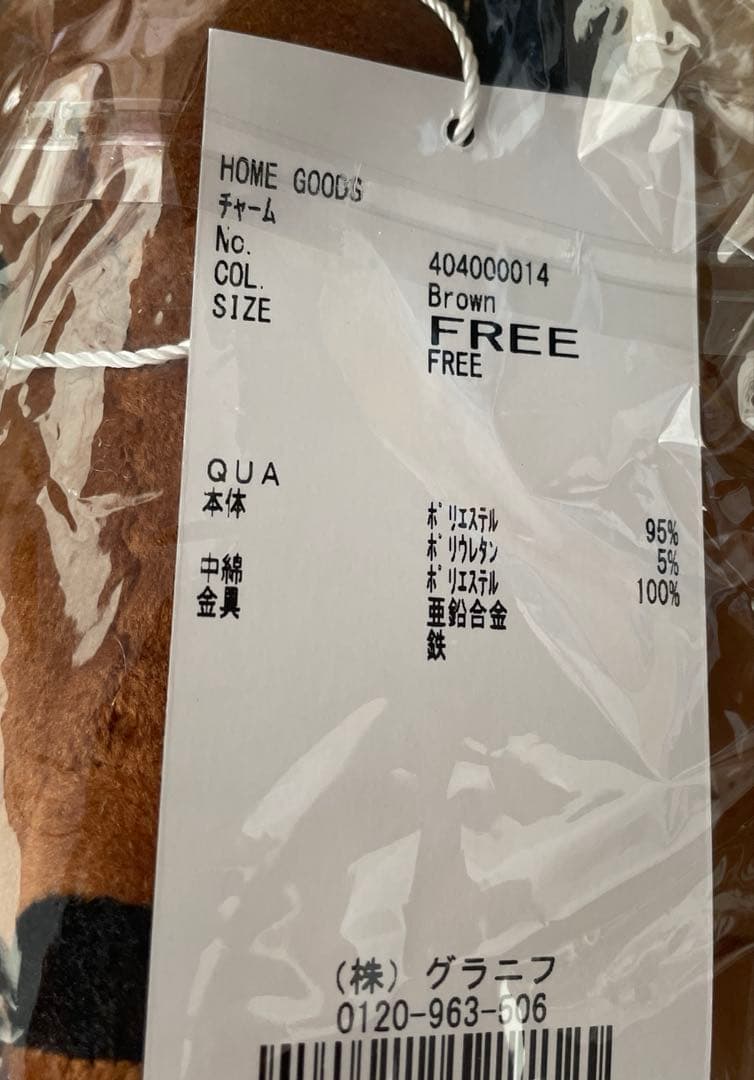 HOME GOODS
チャーム
No. 404000014
COL. Brown
SIZE FREE
FREE
QUA
本体 ポリエステル 95%
ポリウレタン 5%
中綿 ポリエステル 100%
金具 亜鉛合金
鉄
(株) グラニフ
0120-963-506